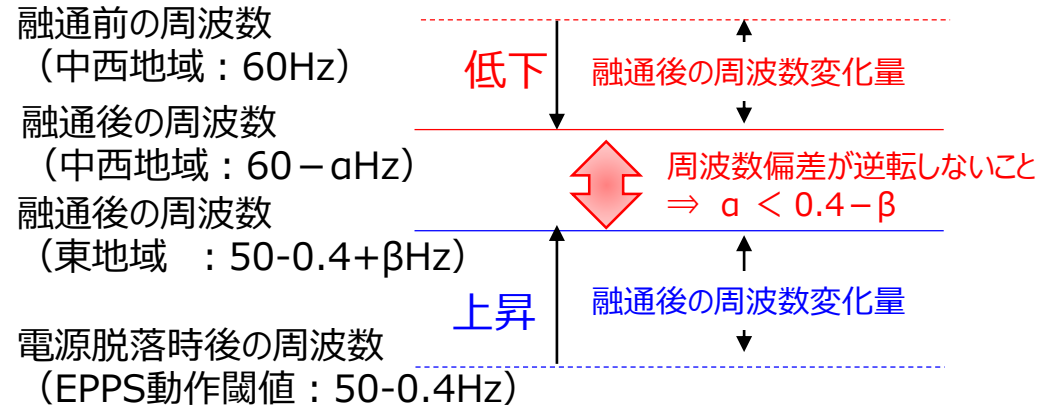 融通前の周波数
（中西地域：60Hz）
低下
融通後の周波数変化量
融通後の周波数
（中西地域：60－αHz）
周波数偏差が逆転しないこと
⇒ α ＜ 0.4－β
融通後の周波数
（東地域　：50-0.4+βHz）
上昇
融通後の周波数変化量
電源脱落時後の周波数
（EPPS動作閾値：50-0.4Hz）